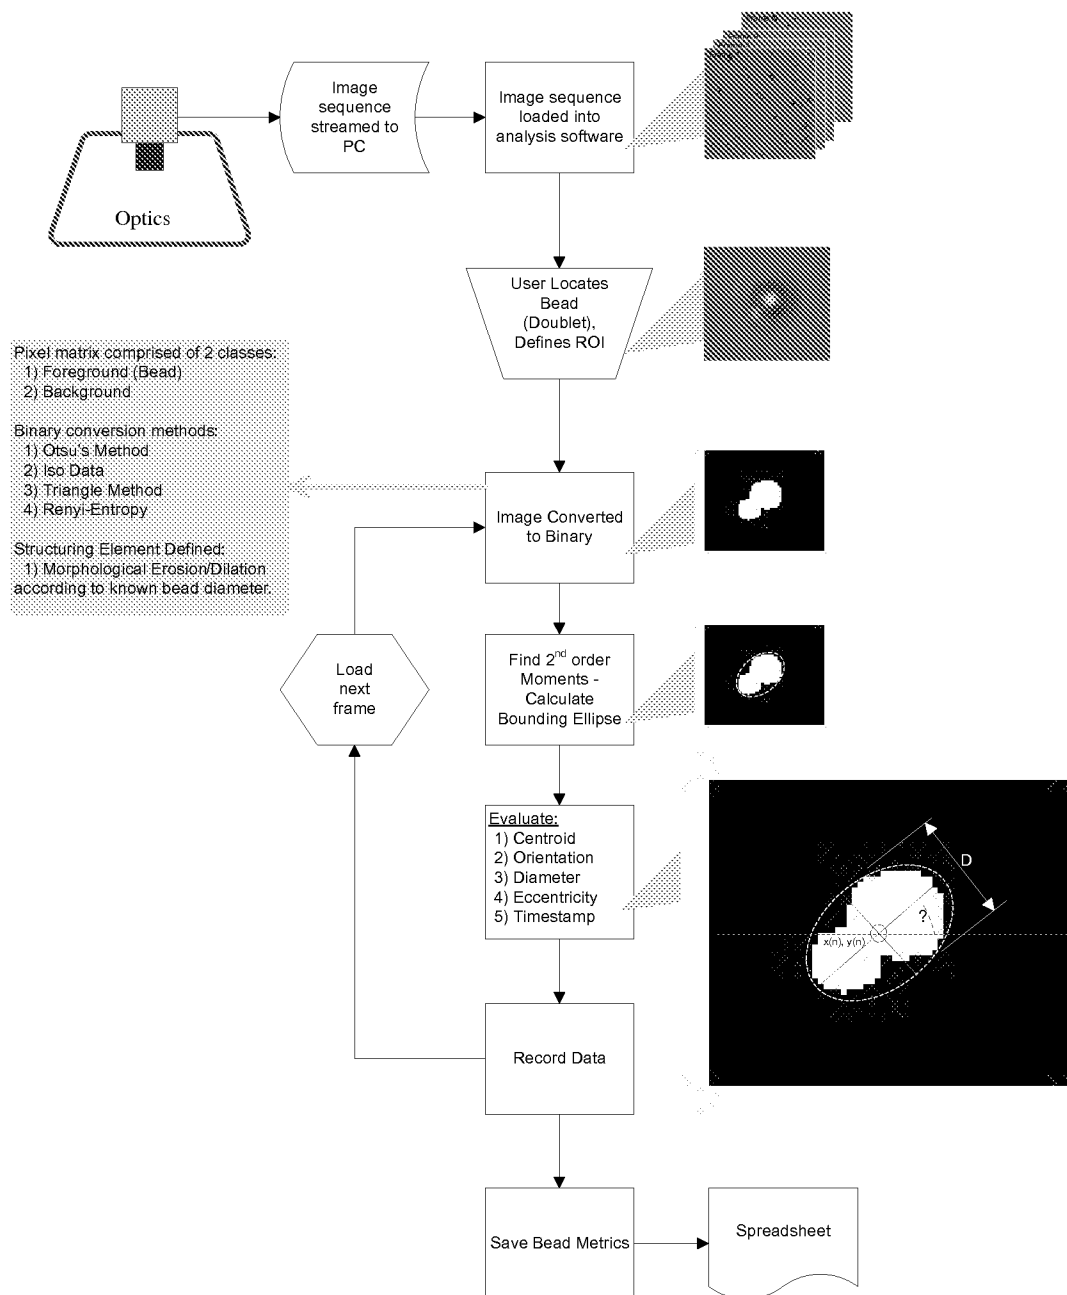 Image
sequence
streamed to
PC
Image sequence
loaded into
analysis software
Optics
User Locates
Bead
(Doublet),
Defines ROI
Pixel matrix comprised of 2 classes:
1) Foreground (Bead)
2) Background
Binary conversion methods:
1) Otsu's Method
2) Iso Data
3) Triangle Method
4) Renyi-Entropy
Structuring Element Defined:
1) Morphological Erosion/Dilation
according to known bead diameter.
Image Converted
to Binary
Load
next
frame
Find 2nd order
Moments -
Calculate
Bounding Ellipse
Evaluate:
1) Centroid
2) Orientation
3) Diameter
4) Eccentricity
5) Timestamp
D
?
x(n), y(n)
Record Data
Save Bead Metrics
Spreadsheet